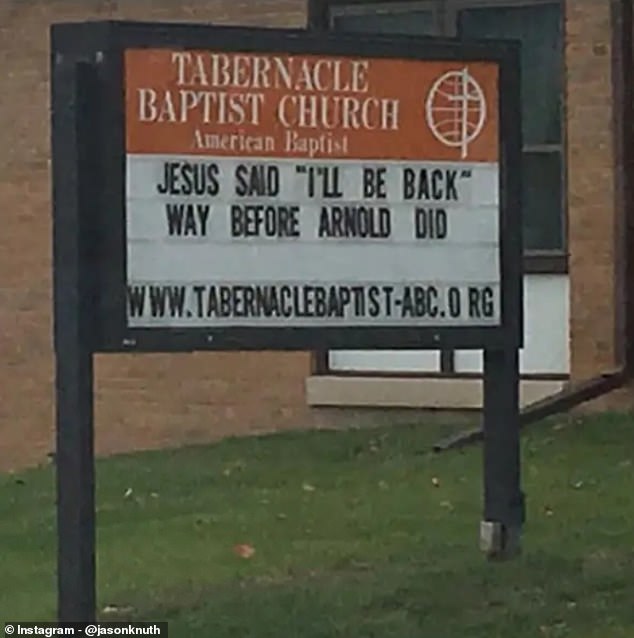 TABERNACLE
BAPTIST CHURCH
American Baptist
JESUS SAID "I'LL BE BACK"
WAY BEFORE ARNOLD DID
WWW.TABERNACLEBAPTIST-ABC.O RG
© Instagram - @jasonknuth